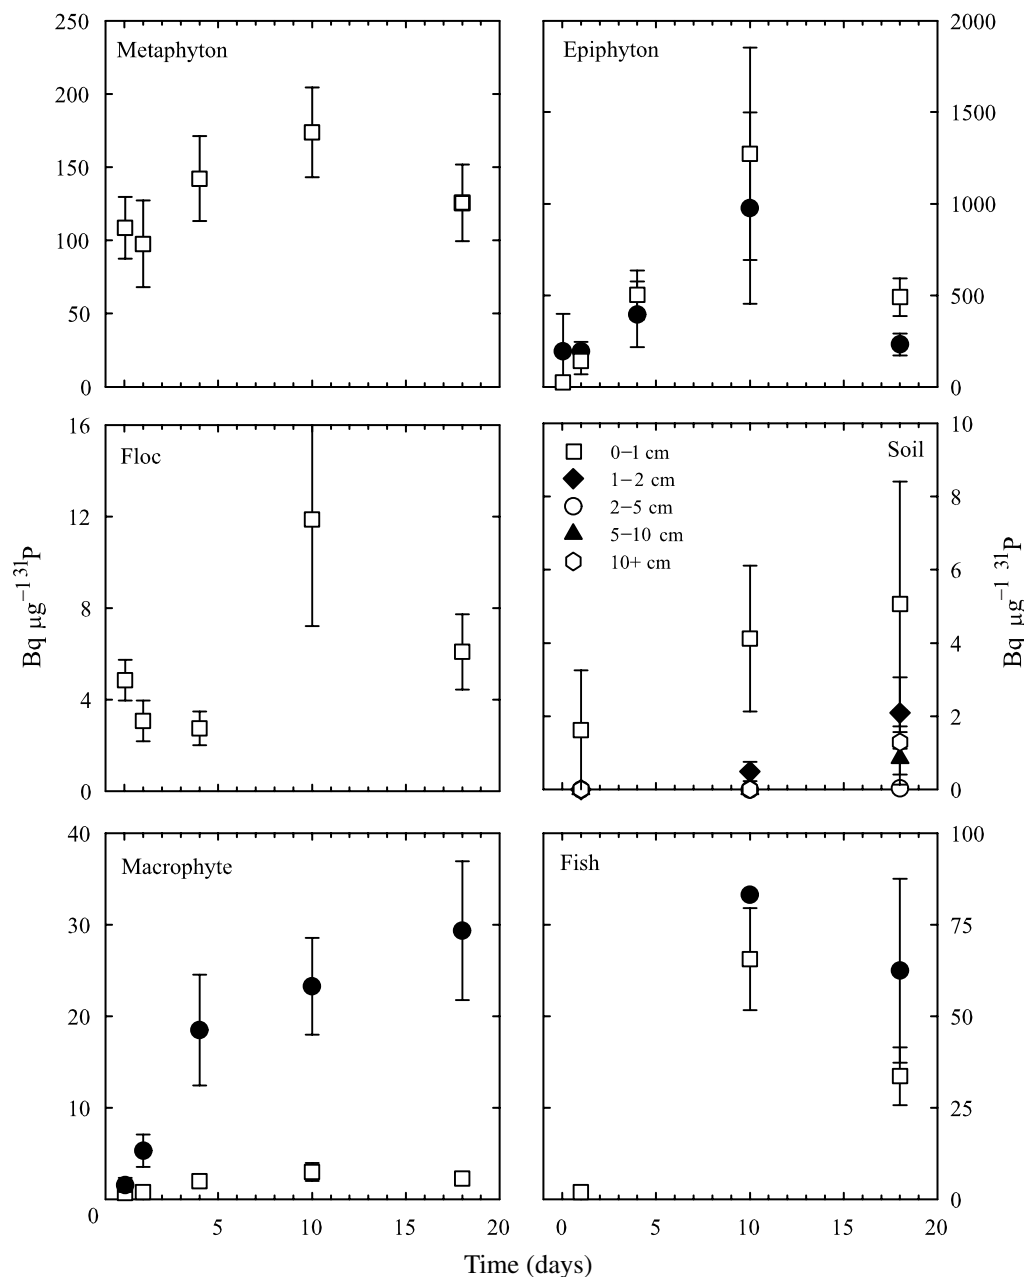 250
200
150
100
50
0
Metaphyton
2000
1500
1000
500
0
Epiphyton
16
12
8
4
0
Floc
Bq µg⁻¹ ³¹P
10
8
6
4
2
0
Soil
0–1 cm
1–2 cm
2–5 cm
5–10 cm
10+ cm
Bq µg⁻¹ ³¹P
40
30
20
10
0
Macrophyte
5 10 15 20
100
75
50
25
0
Fish
0 5 10 15 20
Time (days)